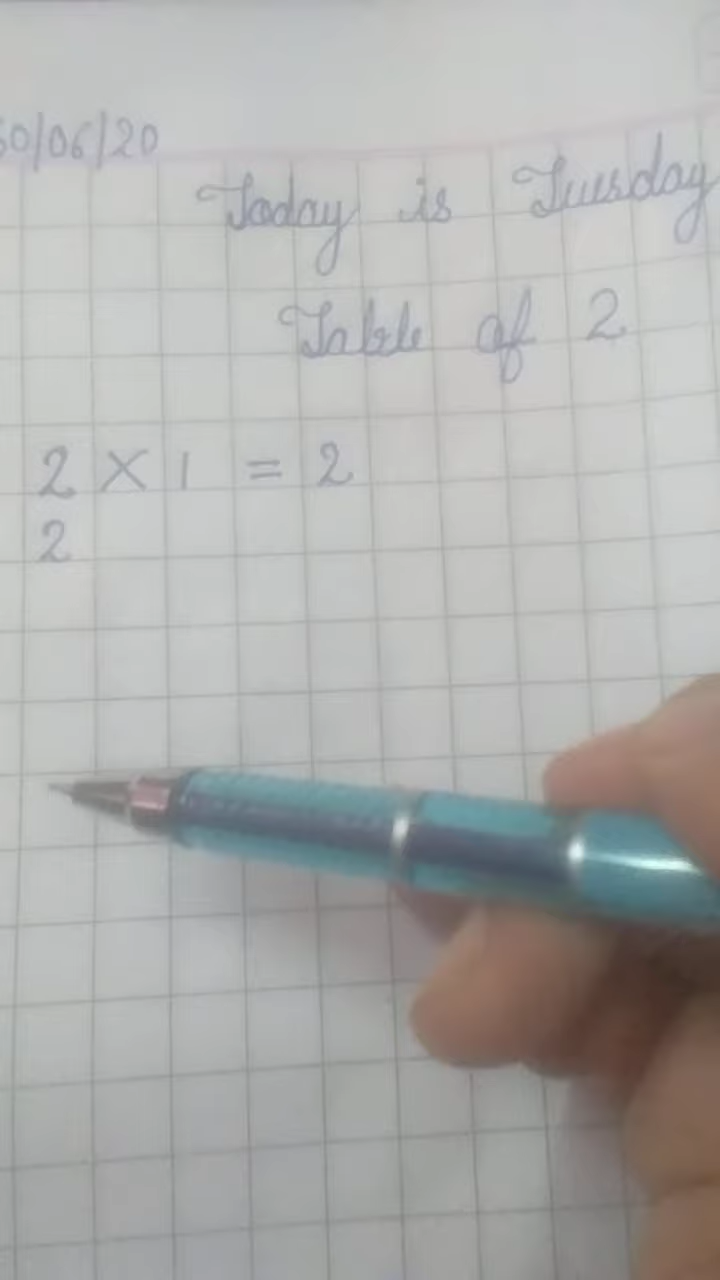 30/06/20
Today is Tuesday
Table of 2
2 × 1 = 2
2